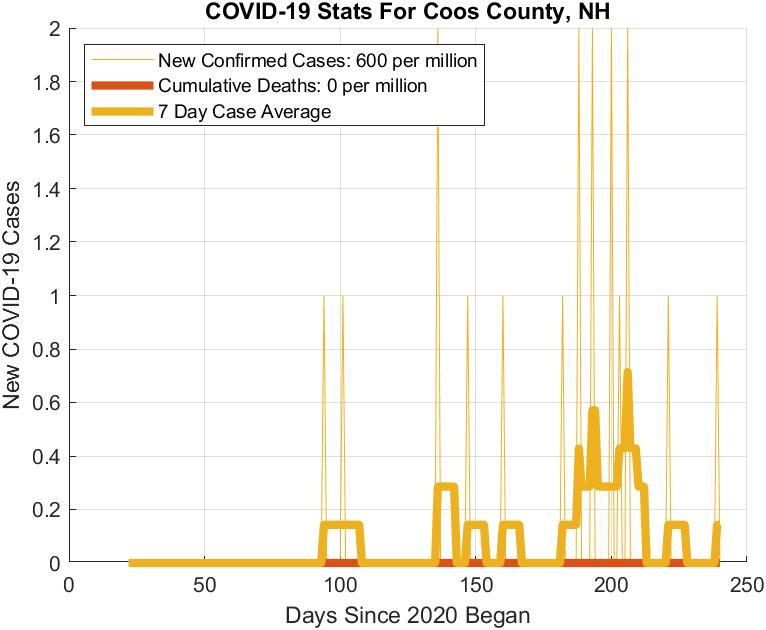 COVID-19 Stats For Coos County, NH
New Confirmed Cases: 600 per million
Cumulative Deaths: 0 per million
7 Day Case Average
New COVID-19 Cases
2
1.8
1.6
1.4
1.2
1
0.8
0.6
0.4
0.2
0
0 50 100 150 200 250
Days Since 2020 Began